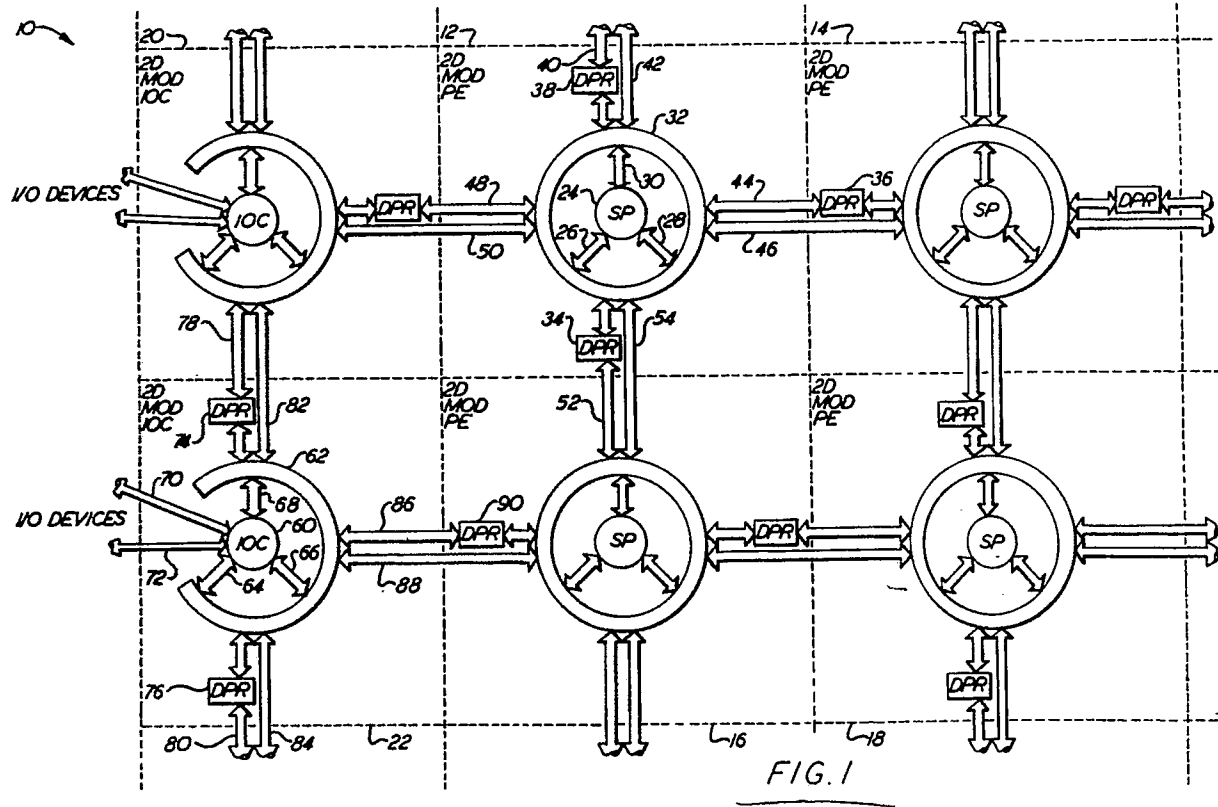 10
20
12
14
2D
MOD
IOC
2D
MOD
PE
2D
MOD
PE
40
38
DPR
42
32
30
24
SP
26
28
I/O DEVICES
IOC
DPR
48
50
44
36
DPR
46
SP
DPR
78
34
DPR
54
2D
MOD
IOC
2D
MOD
PE
2D
MOD
PE
74
DPR
82
52
DPR
62
70
68
I/O DEVICES
60
IOC
66
72
64
86
90
DPR
88
SP
DPR
SP
76
DPR
DPR
80
84
22
16
18
FIG. 1